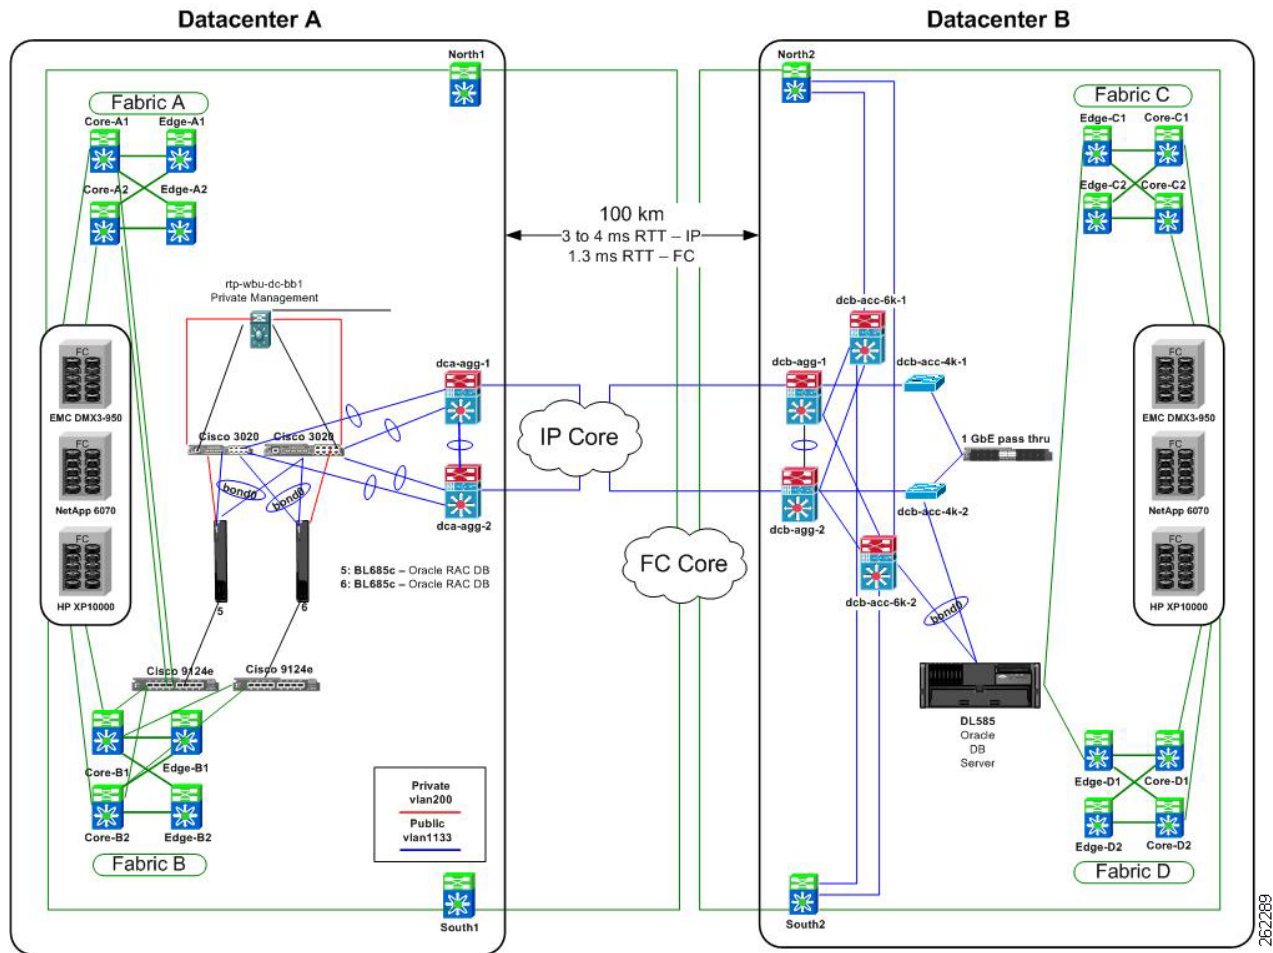 Datacenter A
Datacenter B
North1
North2
Fabric A
Core-A1
Edge-A1
Core-A2
Edge-A2
Fabric C
Edge-C1
Core-C1
Edge-C2
Core-C2
100 km
3 to 4 ms RTT – IP
1.3 ms RTT – FC
rtp-wbu-dc-bb1
Private Management
FC
EMC DMX3-950
FC
NetApp 6070
FC
HP XP10000
Cisco 3020
Cisco 3020
dca-agg-1
dca-agg-2
bond0
bond0
5
6
5: BL685c – Oracle RAC DB
6: BL685c – Oracle RAC DB
IP Core
FC Core
dcb-acc-6k-1
dcb-agg-1
dcb-acc-4k-1
1 GbE pass thru
dcb-agg-2
dcb-acc-4k-2
dcb-acc-6k-2
bond0
FC
EMC DMX3-950
FC
NetApp 6070
FC
HP XP10000
Cisco 9124e
Cisco 9124e
Core-B1
Edge-B1
Core-B2
Edge-B2
Fabric B
Private
vlan200
Public
vlan1133
South1
DL585
Oracle
DB
Server
Edge-D1
Core-D1
Edge-D2
Core-D2
Fabric D
South2
262289